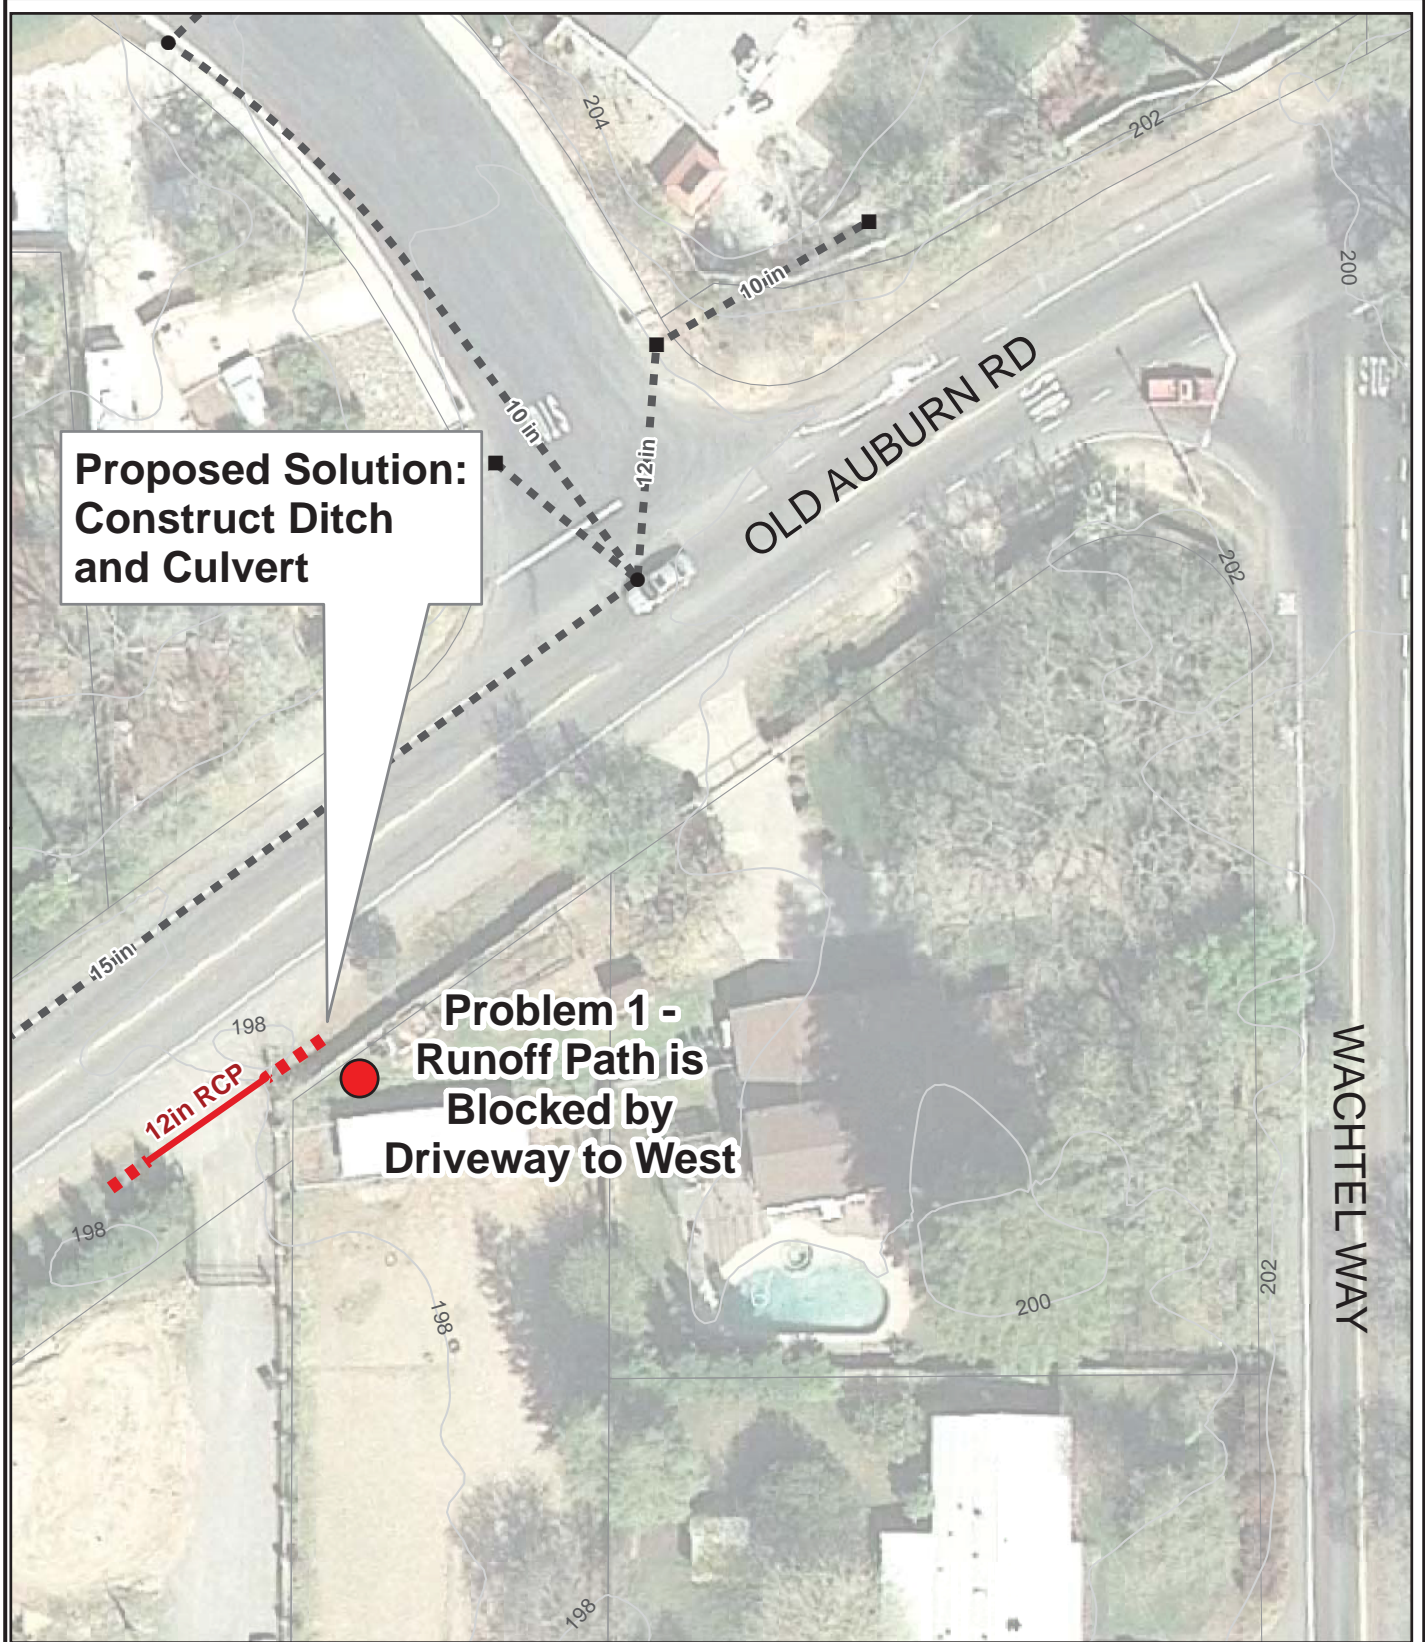 204
202
200
10 in
10 in
12 in
OLD AUBURN RD
Proposed Solution:
Construct Ditch
and Culvert
202
15 in
198
Problem 1 -
Runoff Path is
Blocked by
Driveway to West
12in RCP
WACHTEL WAY
198
198
200
202
198